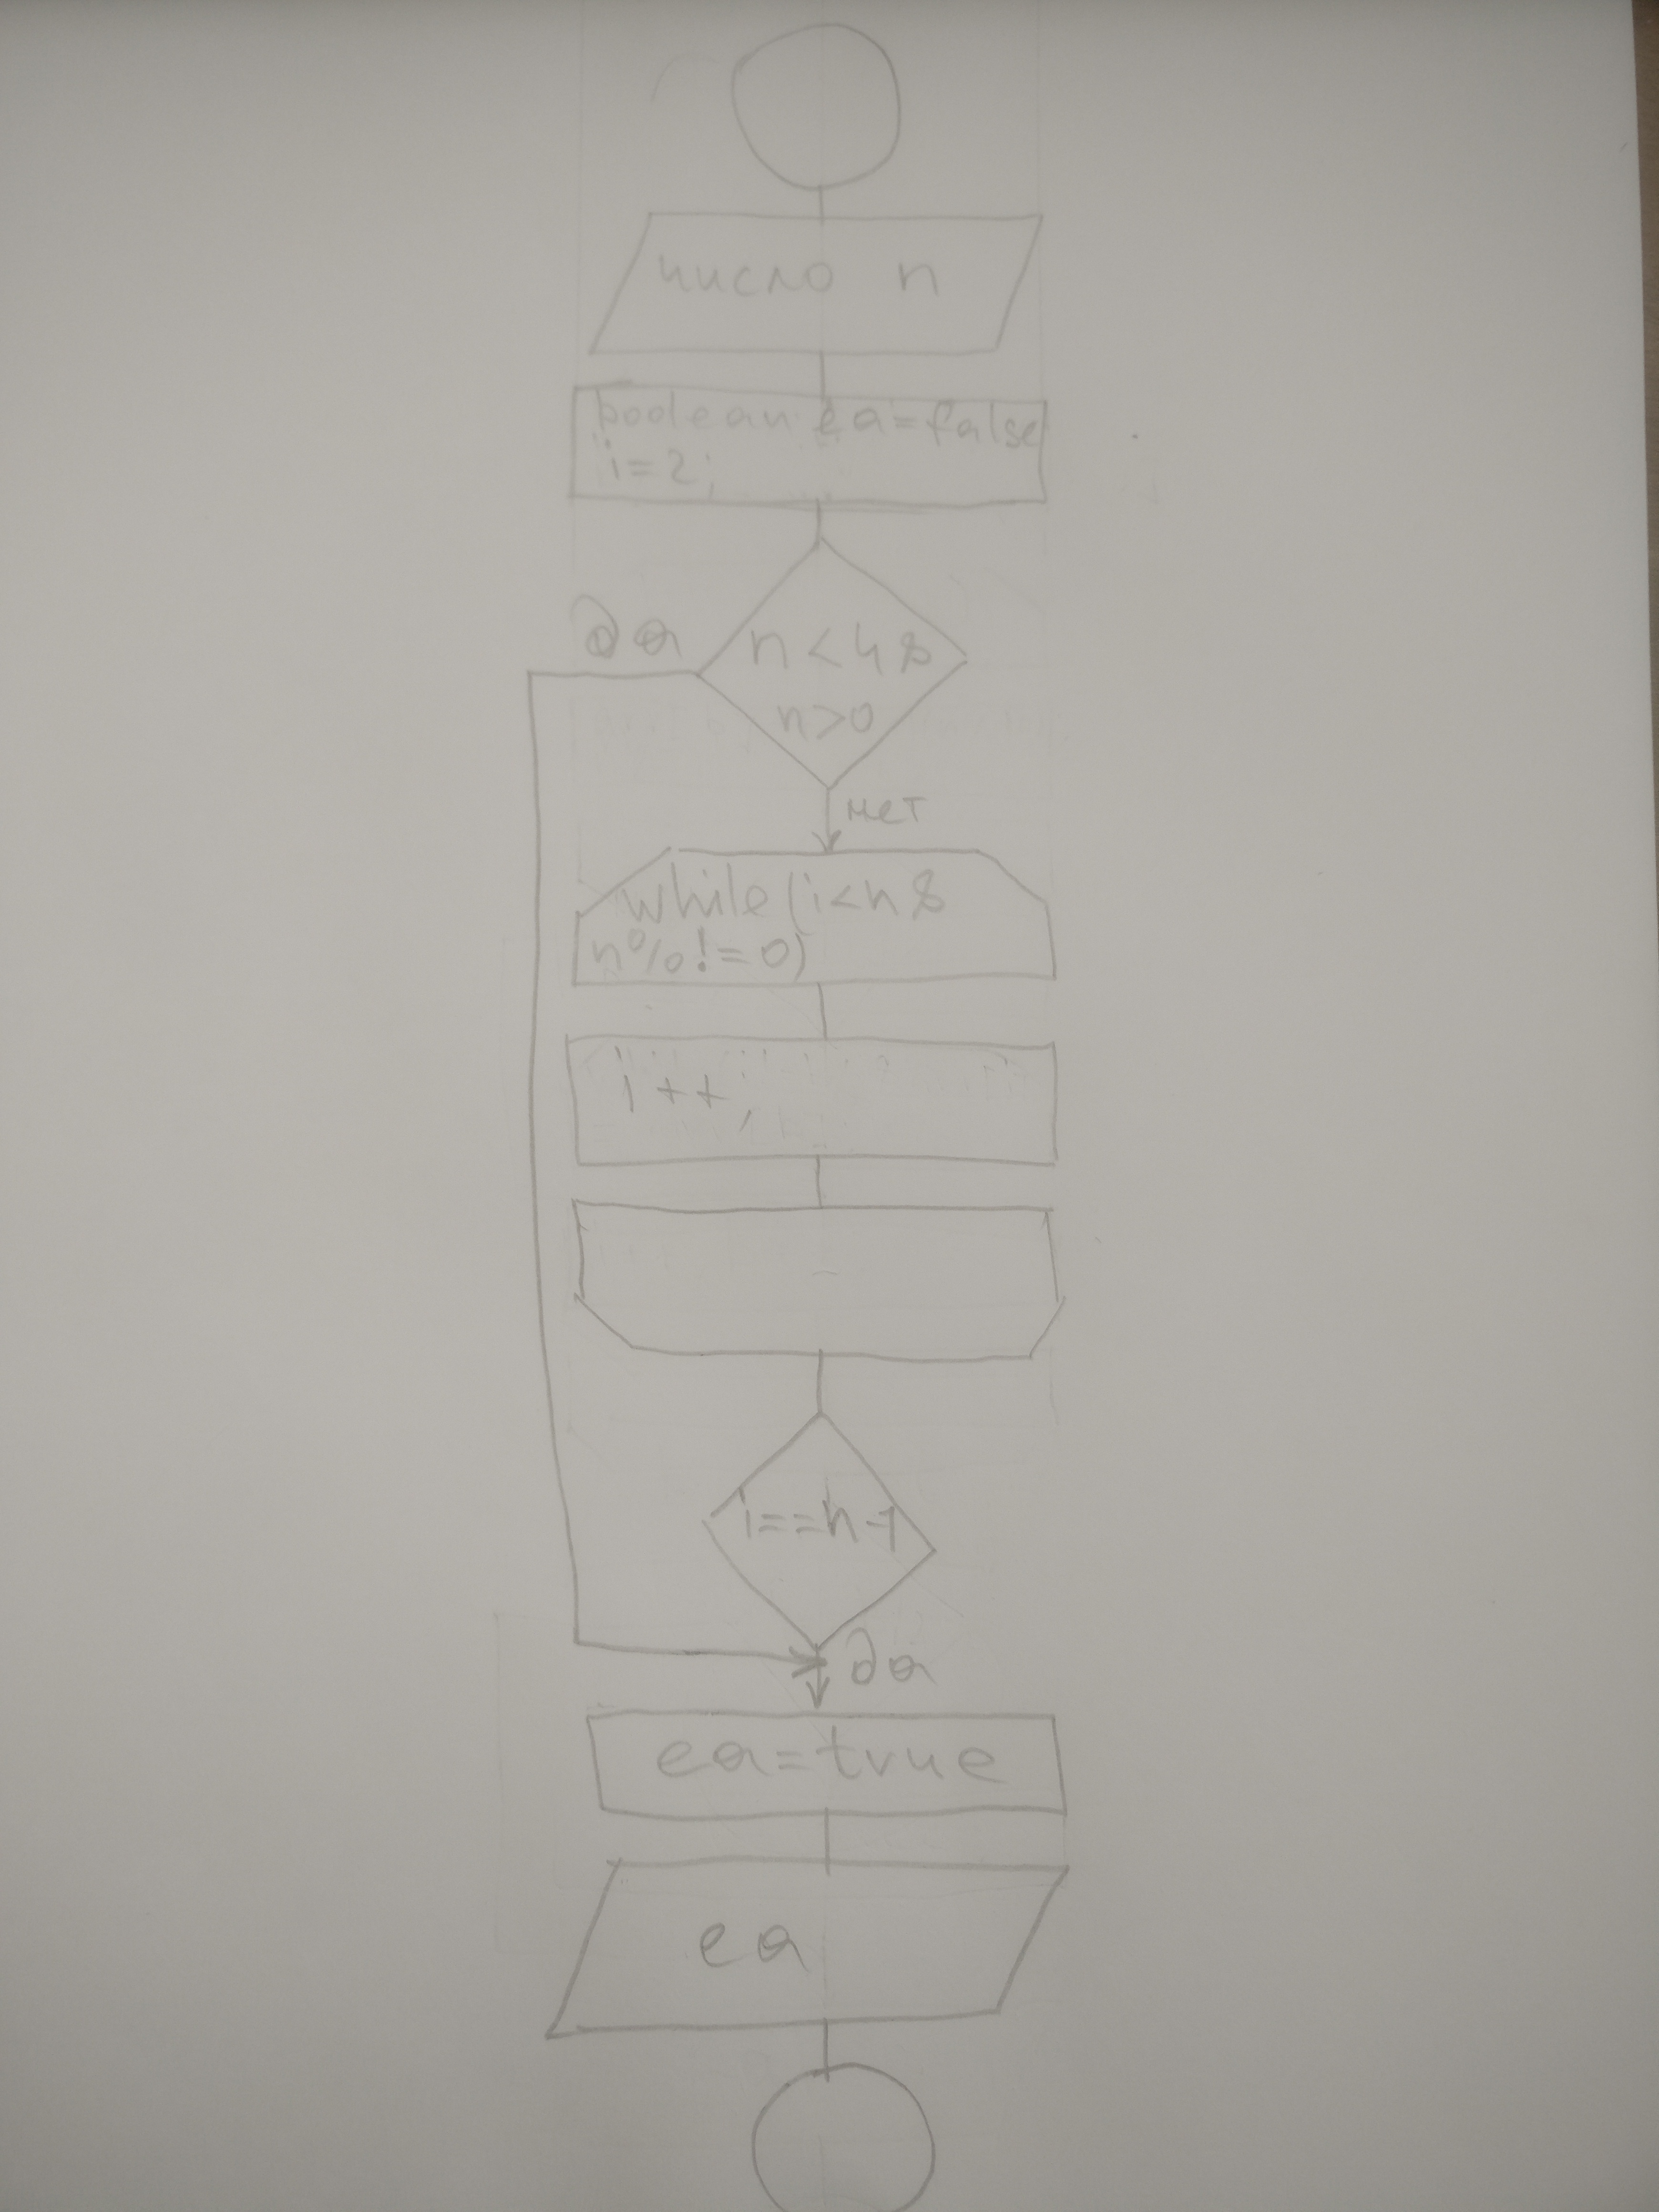 число n
boolean ea=false
i=2;
да
n<4 &
n>0
нет
while(i<n &
n%!=0)
i++;
i==n-1
да
ea=true
ea